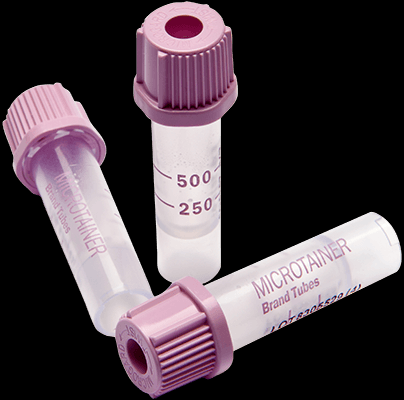 500
250
MICROTAINER
Brand Tubes
MICROTAINER
Brand Tubes